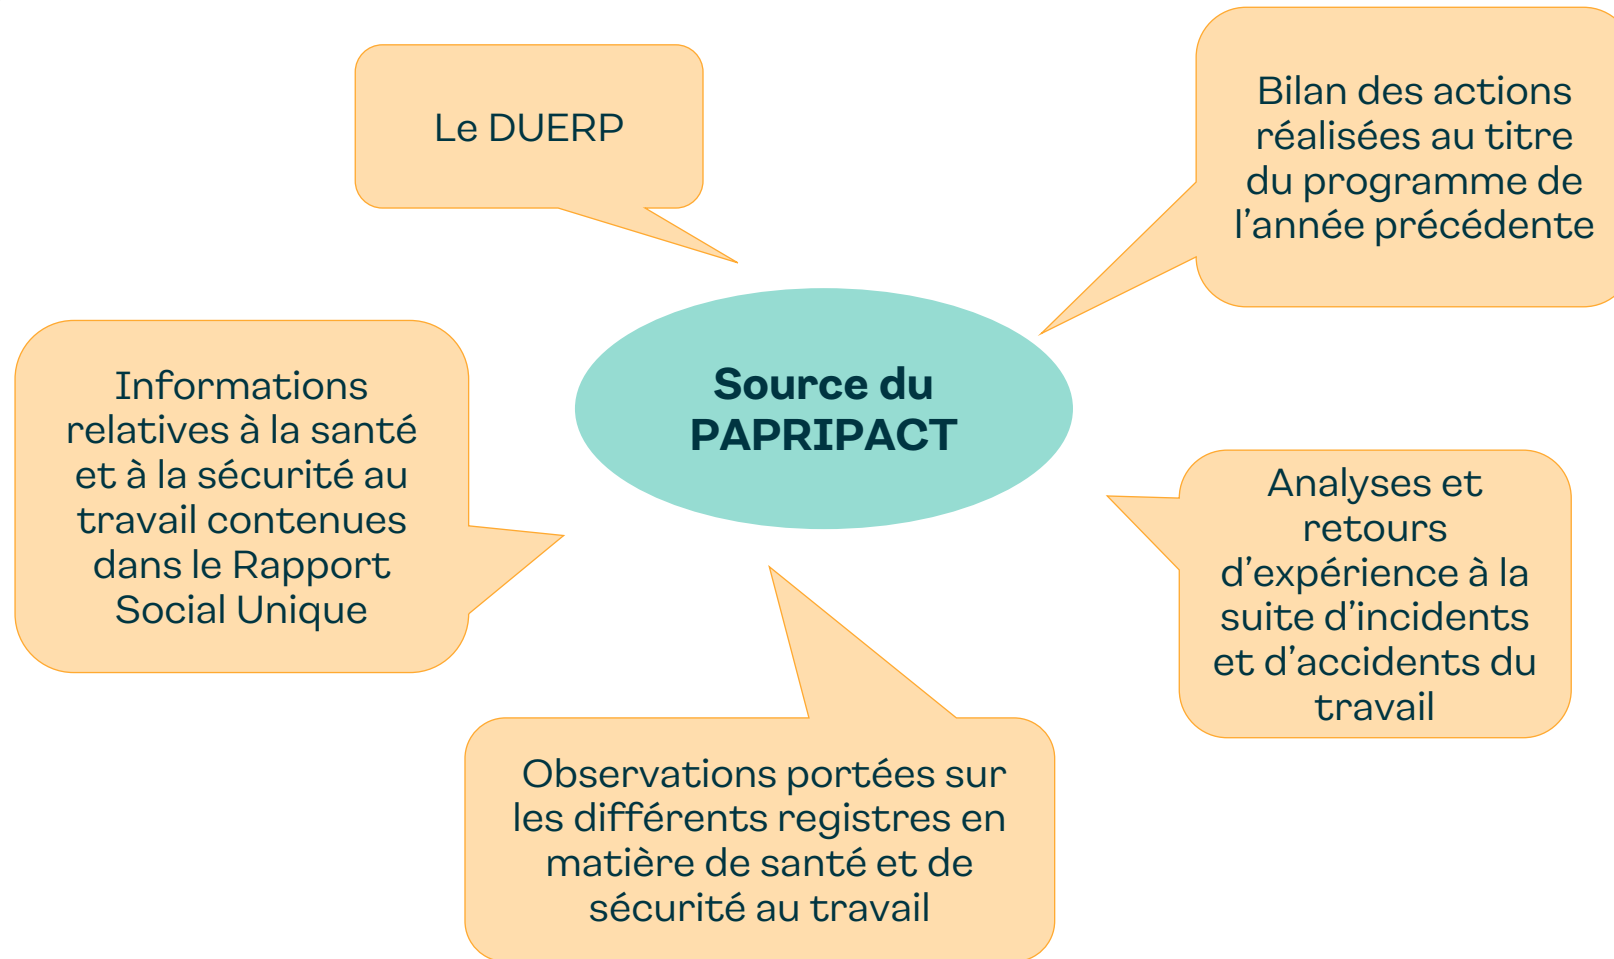 Le DUERP
Bilan des actions
réalisées au titre
du programme de
l’année précédente
Source du
PAPRIPACT
Informations
relatives à la santé
et à la sécurité au
travail contenues
dans le Rapport
Social Unique
Analyses et
retours
d’expérience à la
suite d’incidents
et d’accidents du
travail
Observations portées sur
les différents registres en
matière de santé et de
sécurité au travail